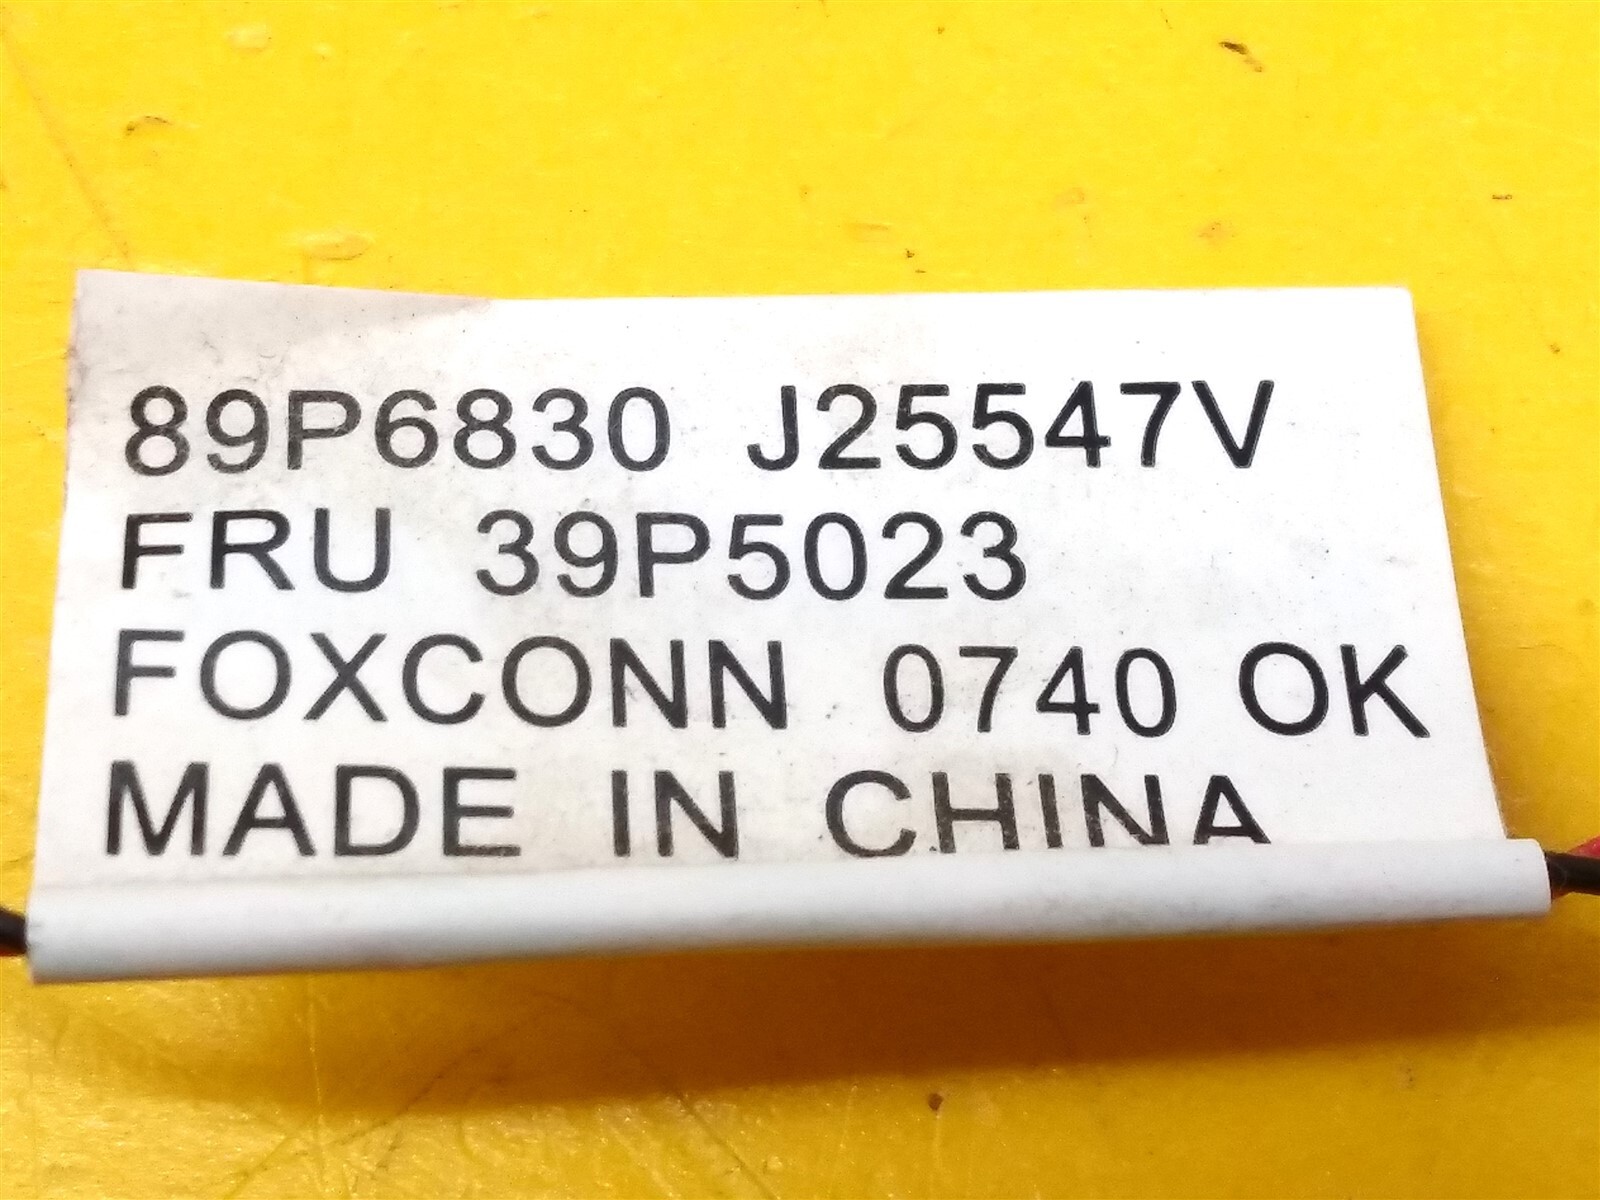 89P6830 J25547V
FRU 39P5023
FOXCONN 0740 OK
MADE IN CHINA